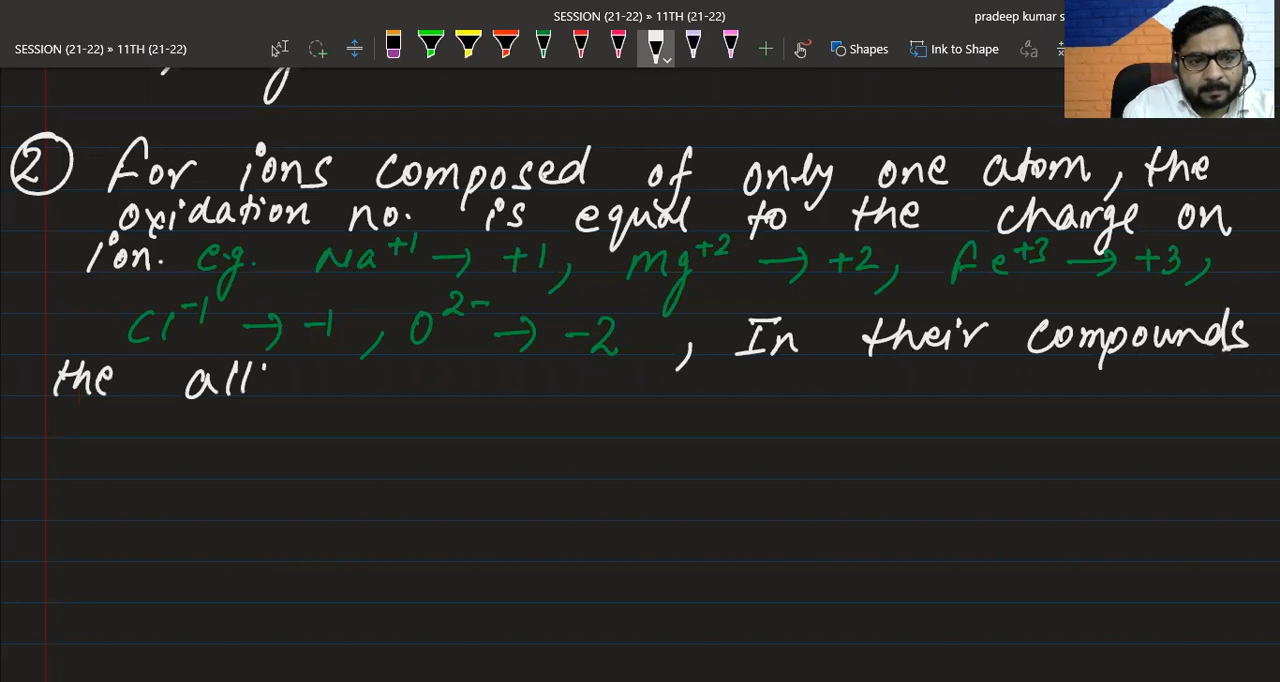 SESSION (21-22) » 11TH (21-22)
pradeep kumar s
SESSION (21-22) » 11TH (21-22)
Shapes
Ink to Shape
② For ions composed of only one atom, the
oxidation no. is equal to the charge on
ion. e.g. Na⁺¹ → +1, Mg⁺² → +2, Fe⁺³ → +3,
Cl⁻¹ → -1, O²⁻ → -2, In their compounds
the all